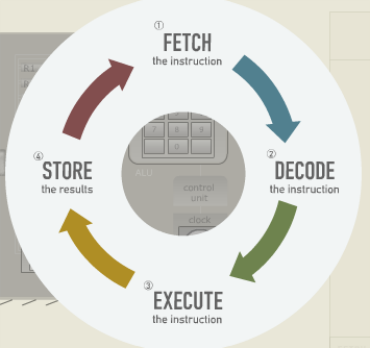 ①
FETCH
the instruction
②
DECODE
the instruction
③
EXECUTE
the instruction
④
STORE
the results
7 8 9
0
ALU
control
unit
clock